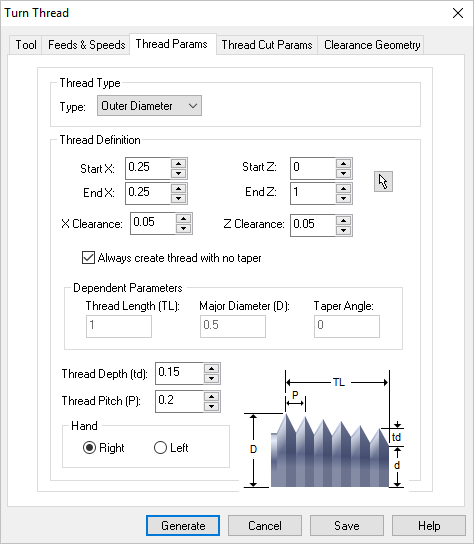 Turn Thread
Tool Feeds & Speeds Thread Params Thread Cut Params Clearance Geometry
Thread Type
Type: Outer Diameter
Thread Definition
Start X: 0.25 Start Z: 0
End X: 0.25 End Z: 1
X Clearance: 0.05 Z Clearance: 0.05
Always create thread with no taper
Dependent Parameters
Thread Length (TL): Major Diameter (D): Taper Angle:
1 0.5 0
Thread Depth (td): 0.15
Thread Pitch (P): 0.2
Hand
Right Left
TL
P
D
td
d
Generate Cancel Save Help